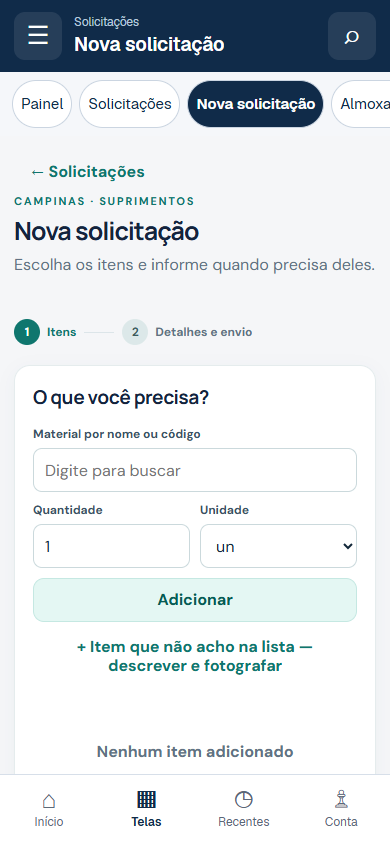 Solicitações
Nova solicitação
Painel
Solicitações
Nova solicitação
Almoxa
← Solicitações
CAMPINAS · SUPRIMENTOS
Nova solicitação
Escolha os itens e informe quando precisa deles.
1 Itens
2 Detalhes e envio
O que você precisa?
Material por nome ou código
Digite para buscar
Quantidade
Unidade
1
un
Adicionar
+ Item que não acho na lista —
descrever e fotografar
Nenhum item adicionado
Início
Telas
Recentes
Conta